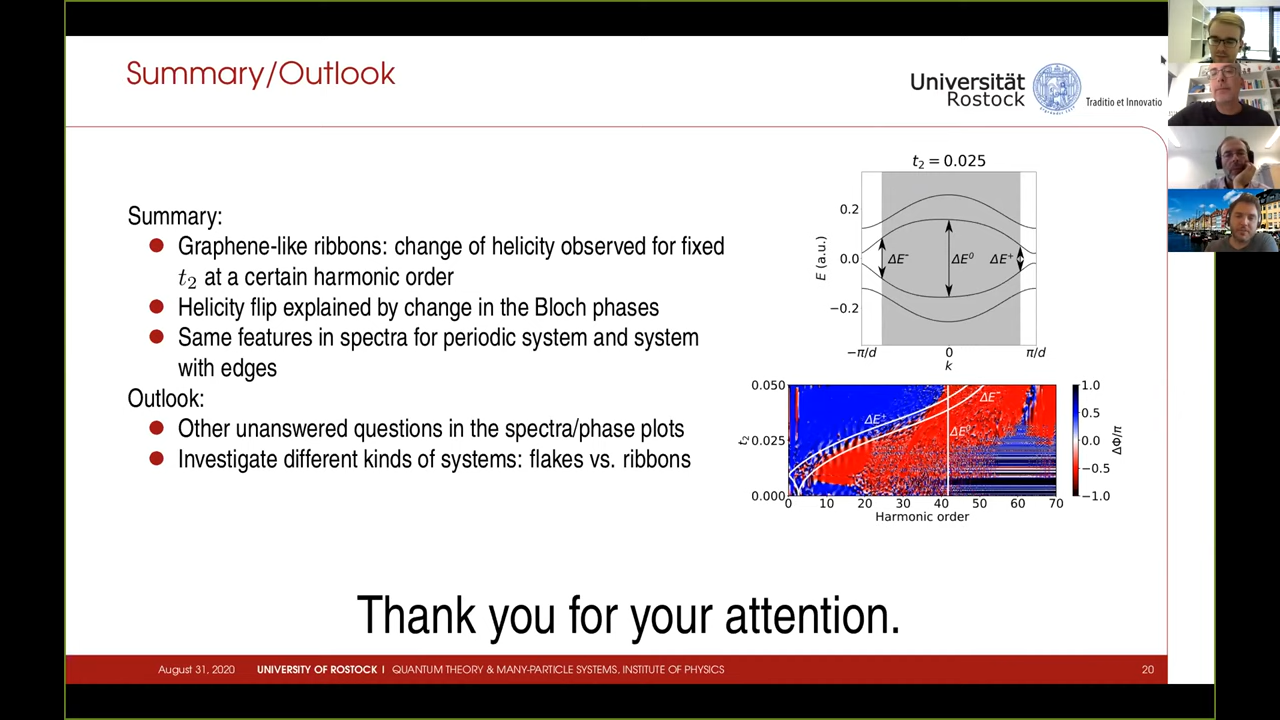 Summary/Outlook
Universität
Rostock
Traditio et Innovatio
Summary:
Graphene-like ribbons: change of helicity observed for fixed
t₂ at a certain harmonic order
Helicity flip explained by change in the Bloch phases
Same features in spectra for periodic system and system
with edges
Outlook:
Other unanswered questions in the spectra/phase plots
Investigate different kinds of systems: flakes vs. ribbons
t₂ = 0.025
0.2
0.0
−0.2
E (a.u.)
ΔE⁻
ΔE⁰
ΔE⁺
−π/d
0
π/d
k
0.050
0.025
0.000
t₂
ΔE⁺
ΔE⁻
ΔE⁰
0 10 20 30 40 50 60 70
Harmonic order
1.0
0.5
0.0
−0.5
−1.0
ΔΦ/π
Thank you for your attention.
August 31, 2020 UNIVERSITY OF ROSTOCK | QUANTUM THEORY & MANY-PARTICLE SYSTEMS, INSTITUTE OF PHYSICS 20